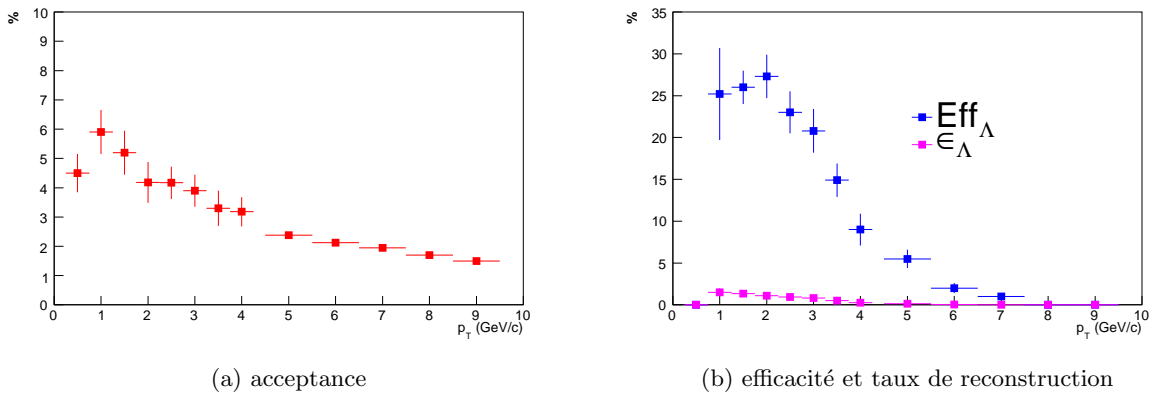 %
10
9
8
7
6
5
4
3
2
1
0
0 1 2 3 4 5 6 7 8 9 10
p_T (GeV/c)
(a) acceptance
%
35
30
25
20
15
10
5
0
Eff_Λ
∈_Λ
0 1 2 3 4 5 6 7 8 9 10
p_T (GeV/c)
(b) efficacité et taux de reconstruction